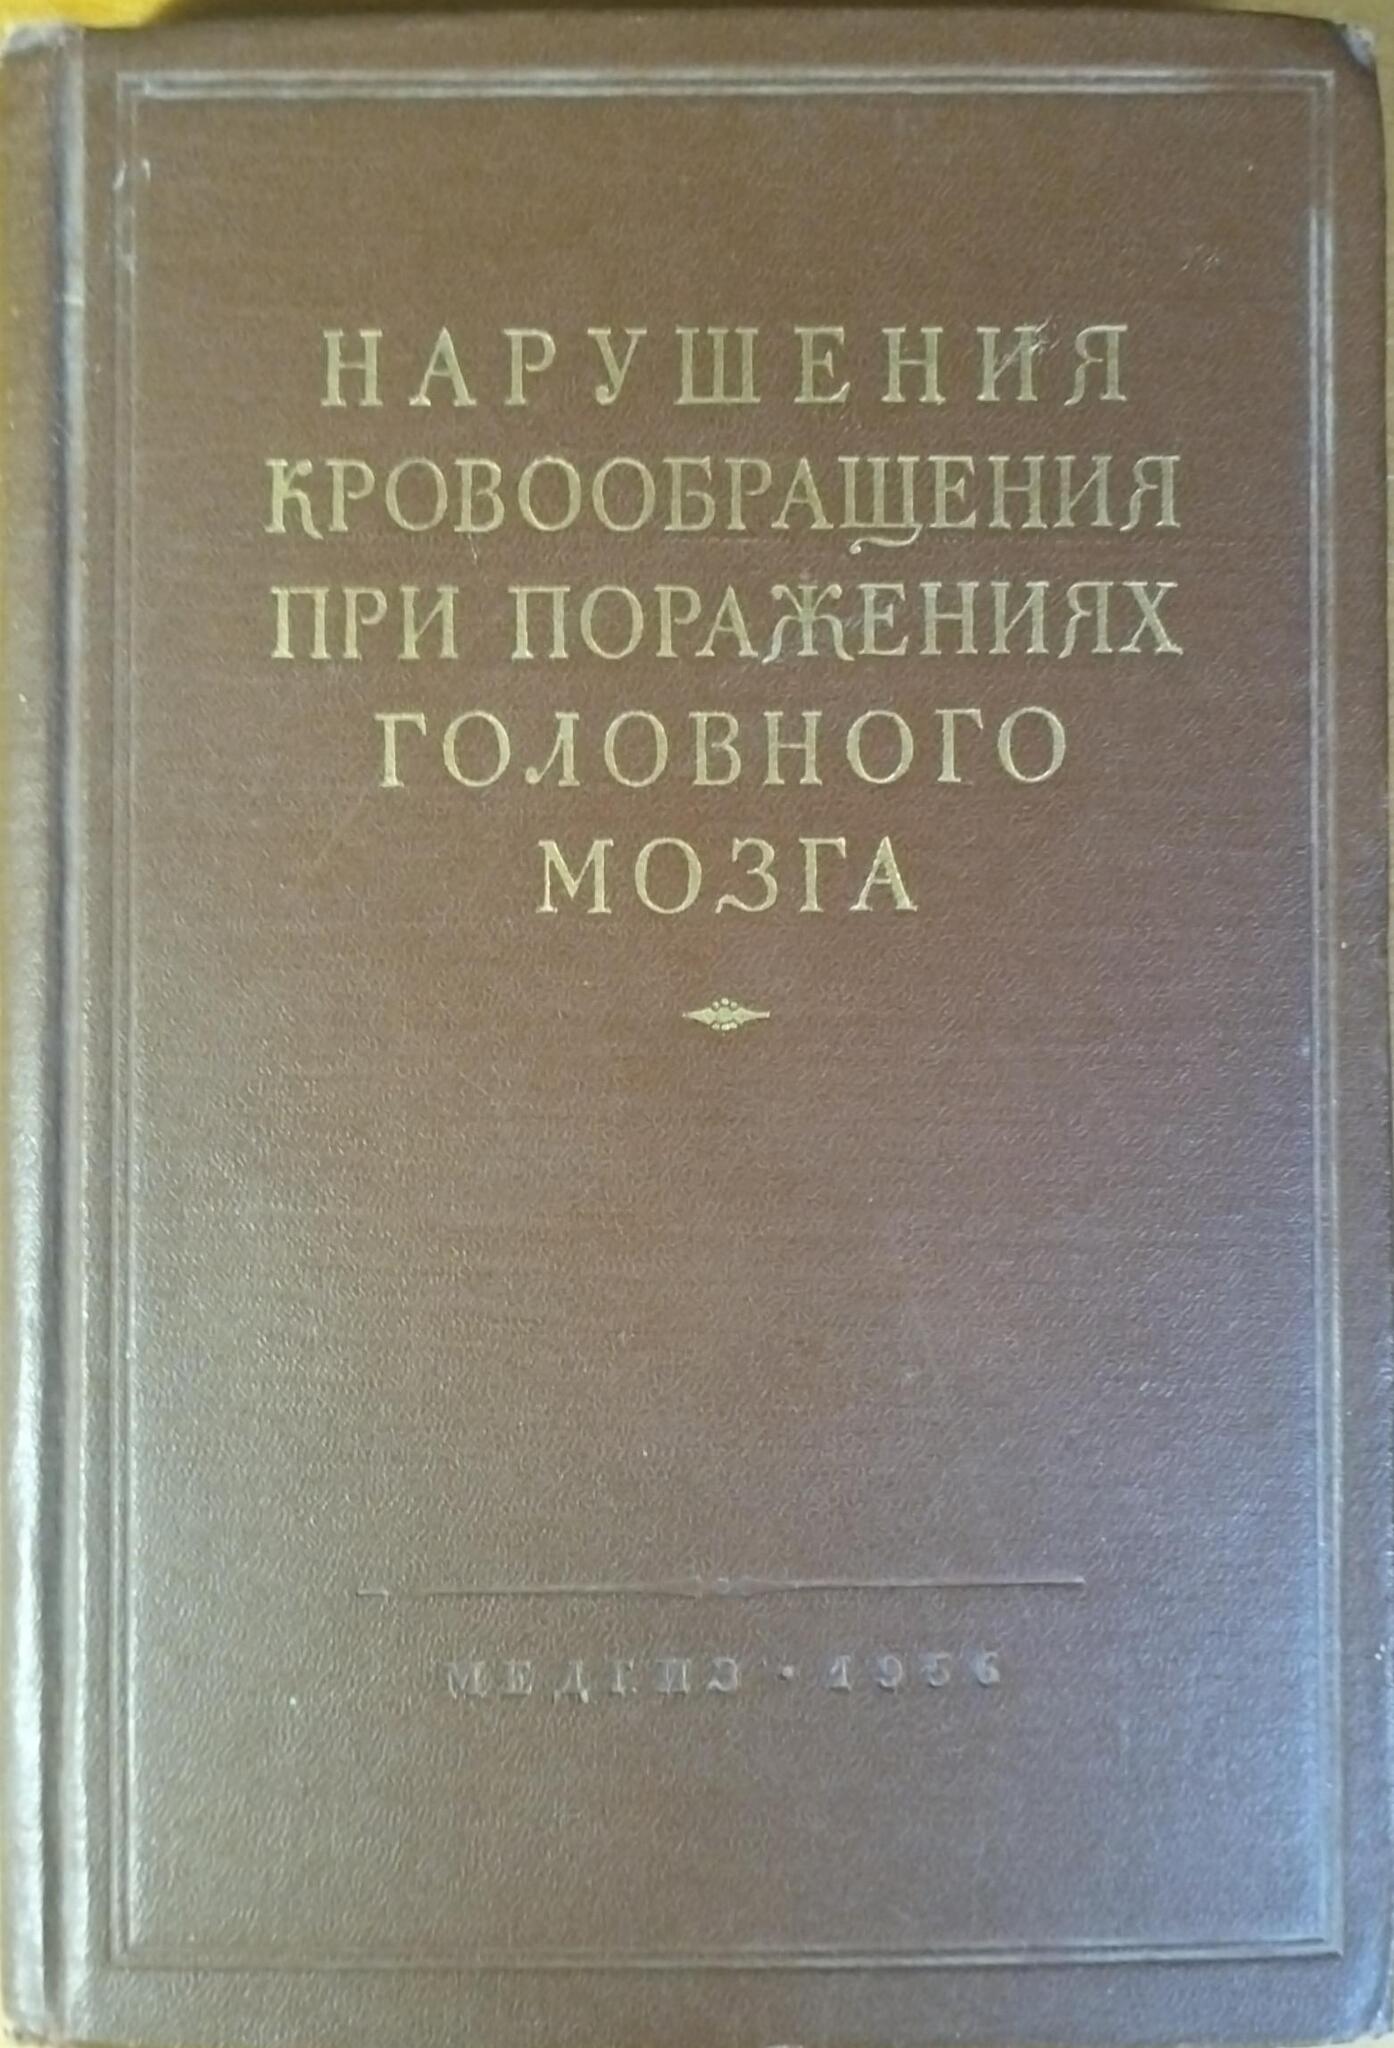 НАРУШЕНИЯ
КРОВООБРАЩЕНИЯ
ПРИ ПОРАЖЕНИЯХ
ГОЛОВНОГО
МОЗГА
МЕДГИЗ · 1956